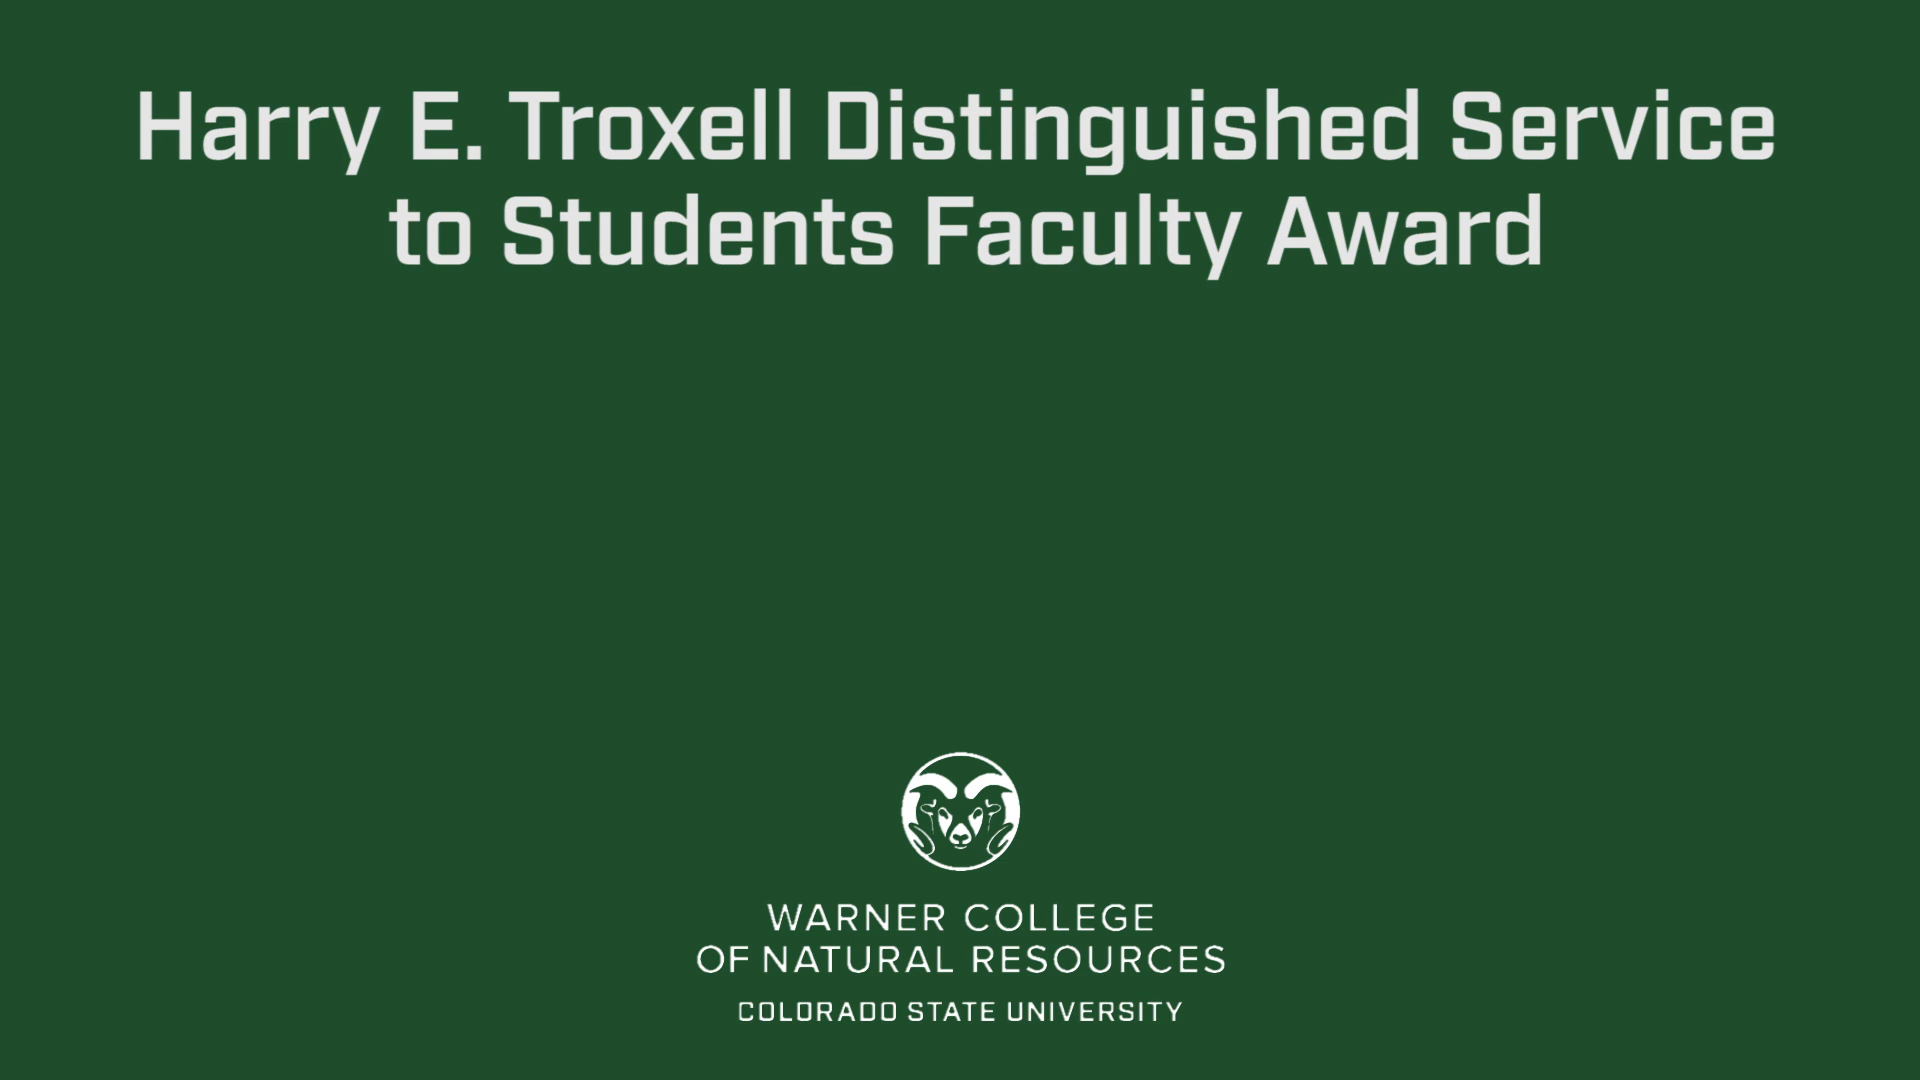 Harry E. Troxell Distinguished Service
to Students Faculty Award
WARNER COLLEGE
OF NATURAL RESOURCES
COLORADO STATE UNIVERSITY